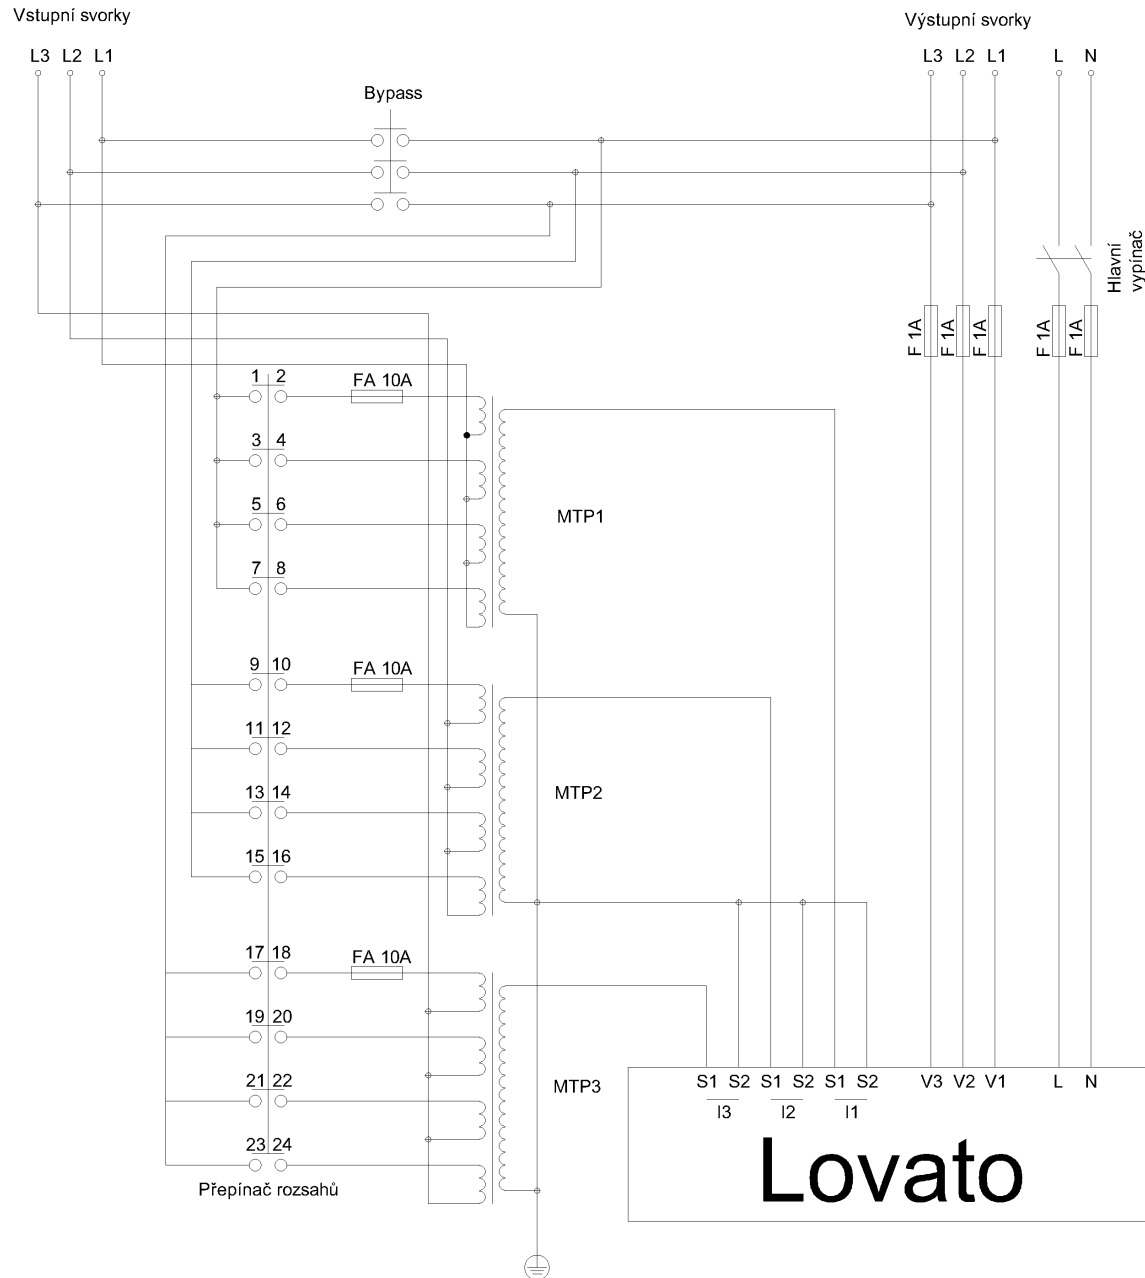 Vstupní svorky
Výstupní svorky
L3 L2 L1
L3 L2 L1 L N
Bypass
Hlavní
vypínač
F 1A F 1A F 1A F 1A F 1A
1 2 FA 10A
3 4
5 6
MTP1
7 8
9 10 FA 10A
11 12
13 14
MTP2
15 16
17 18 FA 10A
19 20
21 22
MTP3
S1 S2 S1 S2 S1 S2 V3 V2 V1 L N
I3 I2 I1
23 24
Lovato
Přepínač rozsahů